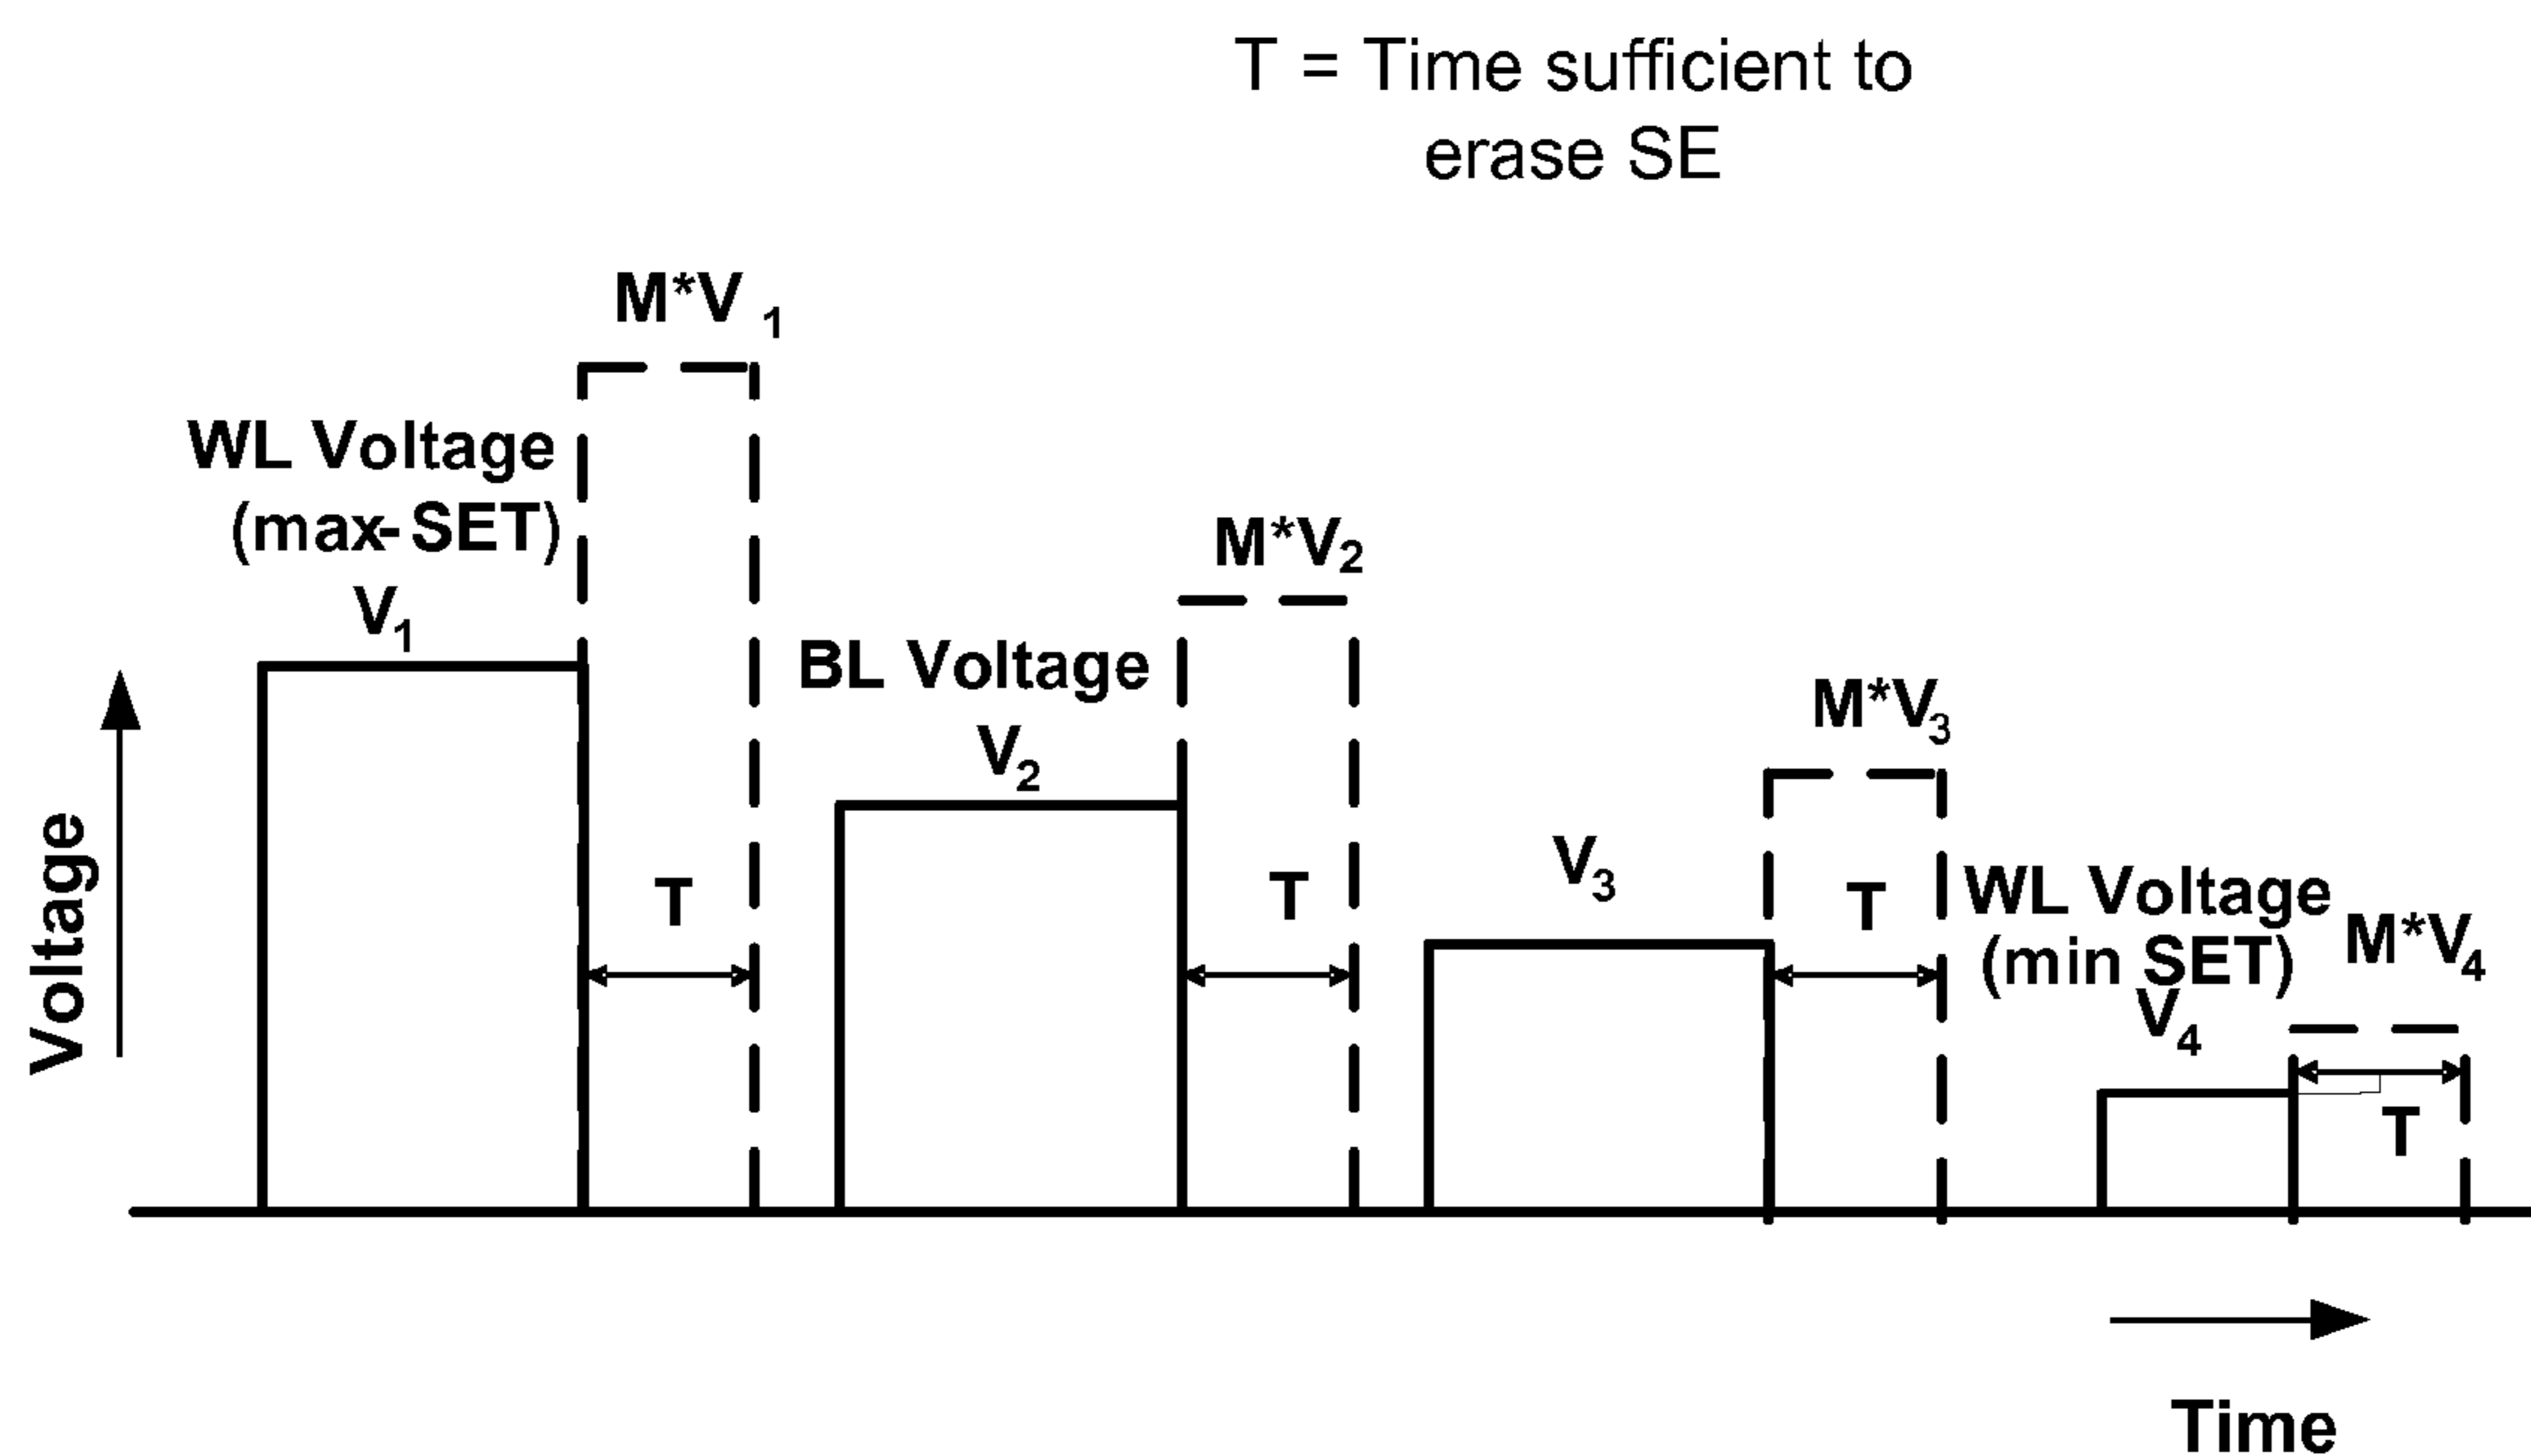 T = Time sufficient to
erase SE
M*V 1
WL Voltage
(max- SET)
V1
M*V2
BL Voltage
V2
M*V3
V3
WL Voltage
(min SET)
V4
M*V4
T
T
T
T
Voltage
Time